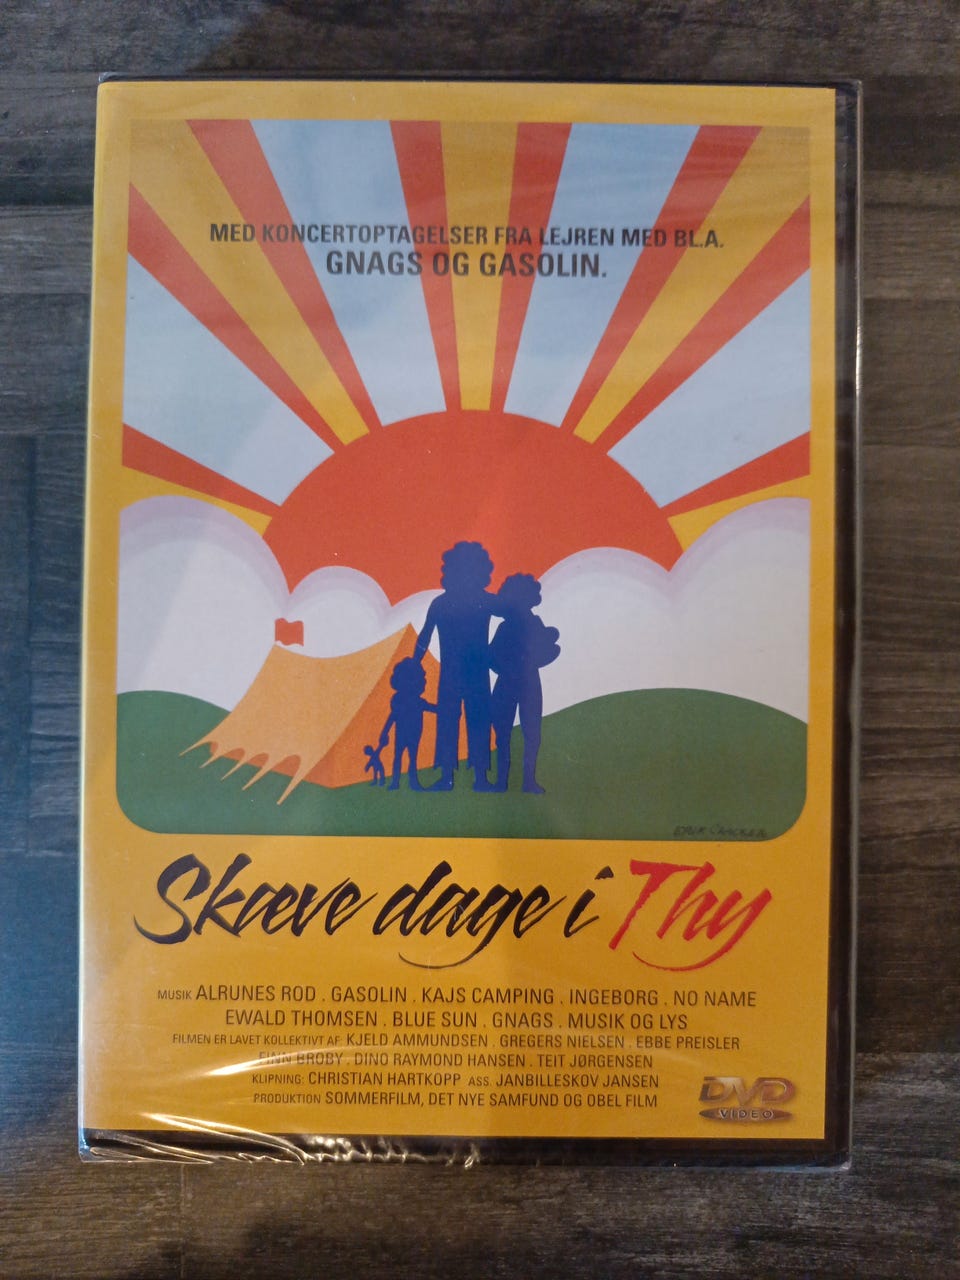 MED KONCERTOPTAGELSER FRA LEJREN MED BL.A.
GNAGS OG GASOLIN.
Skæve dage i Thy
MUSIK ALRUNES ROD . GASOLIN . KAJS CAMPING . INGEBORG . NO NAME
EWALD THOMSEN . BLUE SUN . GNAGS . MUSIK OG LYS
FILMEN ER LAVET KOLLEKTIVT AF: KJELD AMMUNDSEN . GREGERS NIELSEN . EBBE PREISLER
FINN BROBY . DINO RAYMOND HANSEN . TEIT JØRGENSEN
KLIPNING: CHRISTIAN HARTKOPP ASS. JANBILLESKOV JANSEN
PRODUKTION SOMMERFILM, DET NYE SAMFUND OG OBEL FILM
DVD
VIDEO